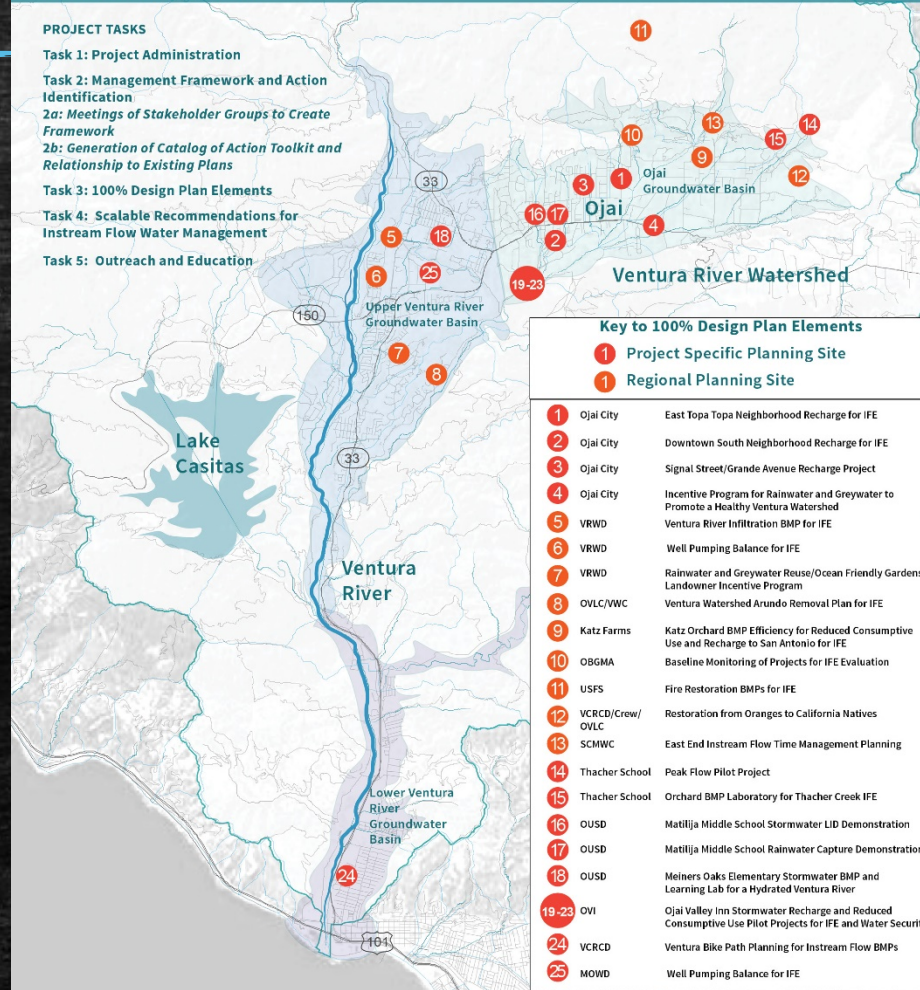 PROJECT TASKS
Task 1: Project Administration
Task 2: Management Framework and Action
Identification
2a: Meetings of Stakeholder Groups to Create
Framework
2b: Generation of Catalog of Action Toolkit and
Relationship to Existing Plans
Task 3: 100% Design Plan Elements
Task 4: Scalable Recommendations for
Instream Flow Water Management
Task 5: Outreach and Education
11
13
14
10
15
9
12
33
Ojai
Groundwater Basin
3
1
Ojai
16
17
4
5
18
2
6
25
19-23
Ventura River Watershed
150
Upper Ventura River
Groundwater Basin
7
8
Lake
Casitas
33
Ventura
River
Lower Ventura
River
Groundwater
Basin
24
101
Key to 100% Design Plan Elements
1 Project Specific Planning Site
1 Regional Planning Site
1 Ojai City East Topa Topa Neighborhood Recharge for IFE
2 Ojai City Downtown South Neighborhood Recharge for IFE
3 Ojai City Signal Street/Grande Avenue Recharge Project
4 Ojai City Incentive Program for Rainwater and Greywater to
Promote a Healthy Ventura Watershed
5 VRWD Ventura River Infiltration BMP for IFE
6 VRWD Well Pumping Balance for IFE
7 VRWD Rainwater and Greywater Reuse/Ocean Friendly Gardens
Landowner Incentive Program
8 OVLC/VWC Ventura Watershed Arundo Removal Plan for IFE
9 Katz Farms Katz Orchard BMP Efficiency for Reduced Consumptive
Use and Recharge to San Antonio for IFE
10 OBGMA Baseline Monitoring of Projects for IFE Evaluation
11 USFS Fire Restoration BMPs for IFE
12 VCRCD/Crew/ Restoration from Oranges to California Natives
OVLC
13 SCMWC East End Instream Flow Time Management Planning
14 Thacher School Peak Flow Pilot Project
15 Thacher School Orchard BMP Laboratory for Thacher Creek IFE
16 OUSD Matilija Middle School Stormwater LID Demonstration
17 OUSD Matilija Middle School Rainwater Capture Demonstration
18 OUSD Meiners Oaks Elementary Stormwater BMP and
Learning Lab for a Hydrated Ventura River
19-23 OVI Ojai Valley Inn Stormwater Recharge and Reduced
Consumptive Use Pilot Projects for IFE and Water Securit
24 VCRCD Ventura Bike Path Planning for Instream Flow BMPs
25 MOWD Well Pumping Balance for IFE